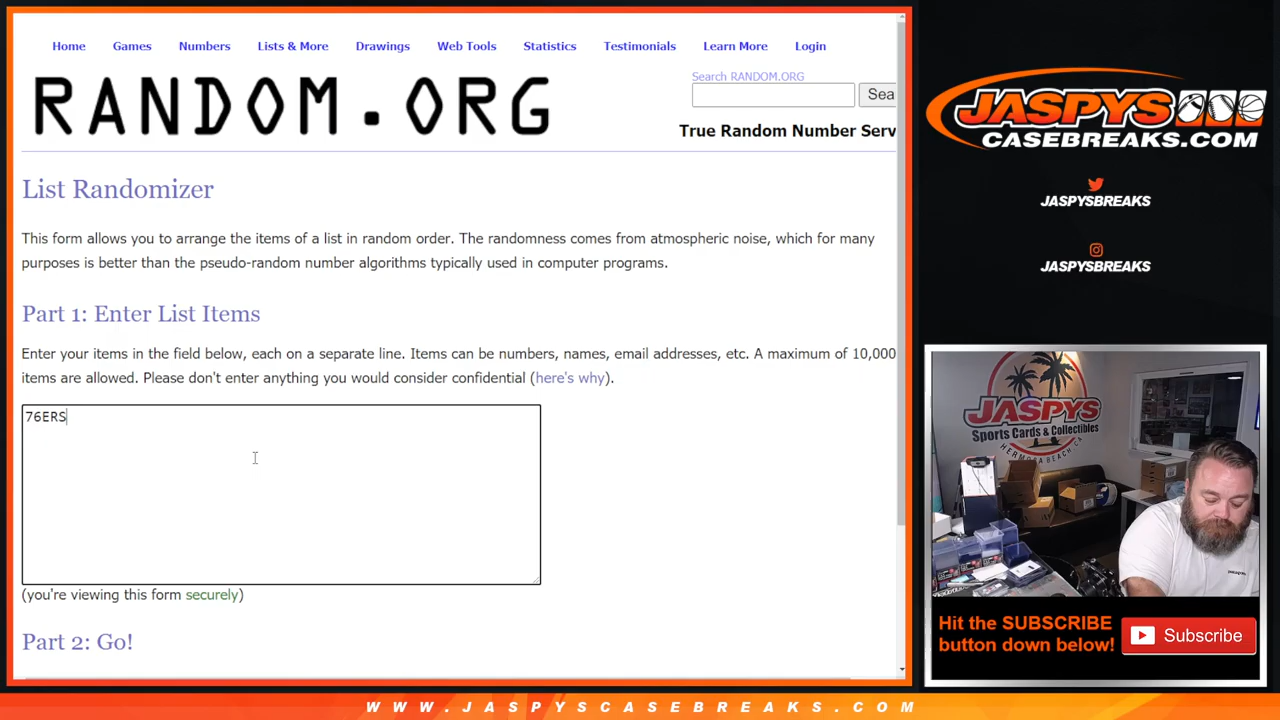 Home Games Numbers Lists & More Drawings Web Tools Statistics Testimonials Learn More Login
RANDOM.ORG
Search RANDOM.ORG
Sea
True Random Number Serv
List Randomizer
This form allows you to arrange the items of a list in random order. The randomness comes from atmospheric noise, which for many
purposes is better than the pseudo-random number algorithms typically used in computer programs.
Part 1: Enter List Items
Enter your items in the field below, each on a separate line. Items can be numbers, names, email addresses, etc. A maximum of 10,000
items are allowed. Please don't enter anything you would consider confidential (here's why).
76ERS
(you're viewing this form securely)
Part 2: Go!
JASPYS
CASEBREAKS.COM
JASPYSBREAKS
JASPYSBREAKS
JASPYS
Sports Cards & Collectibles
HERMOSA BEACH, CA
Hit the SUBSCRIBE
button down below!
Subscribe
WWW.JASPYSCASEBREAKS.COM